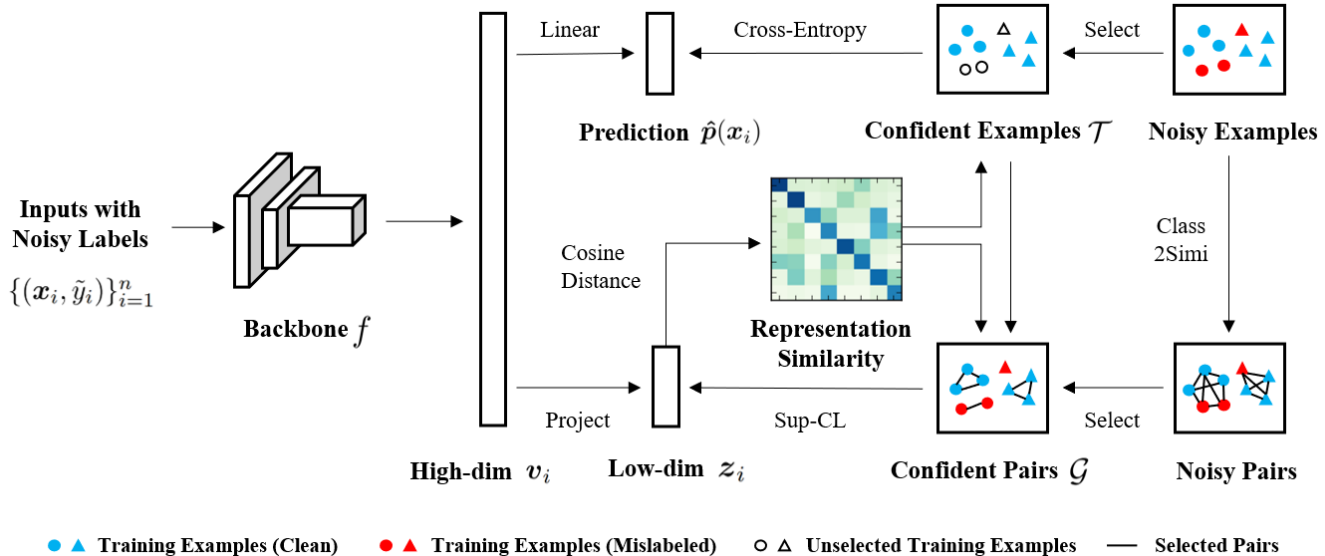 Linear
Cross-Entropy
Select
Prediction p̂(xᵢ)
Confident Examples 𝒯
Noisy Examples
Inputs with
Noisy Labels
{(xᵢ, ỹᵢ)}ⁿᵢ₌₁
Backbone f
Cosine
Distance
Representation
Similarity
Class
2Simi
Project
Sup-CL
Select
High-dim vᵢ
Low-dim zᵢ
Confident Pairs 𝒢
Noisy Pairs
Training Examples (Clean)
Training Examples (Mislabeled)
Unselected Training Examples
Selected Pairs